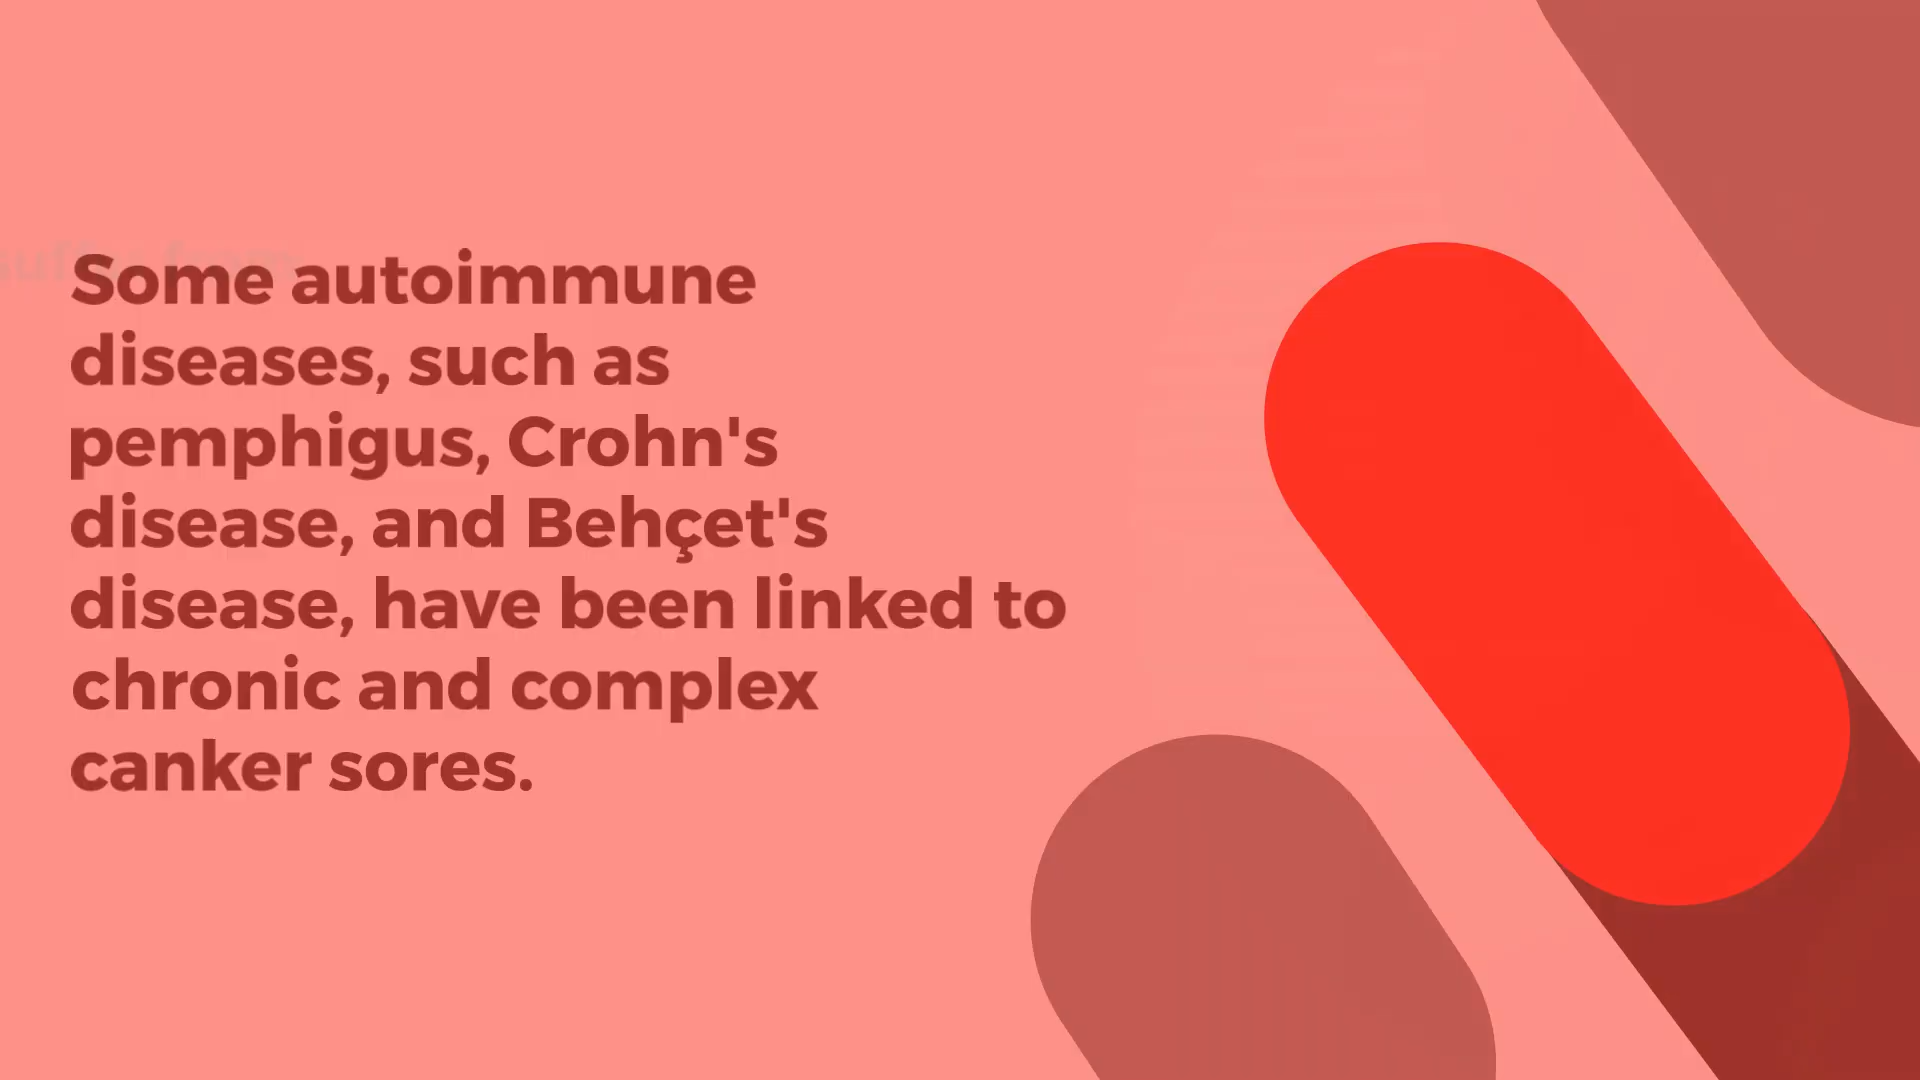 Some autoimmune
diseases, such as
pemphigus, Crohn's
disease, and Behçet's
disease, have been linked to
chronic and complex
canker sores.